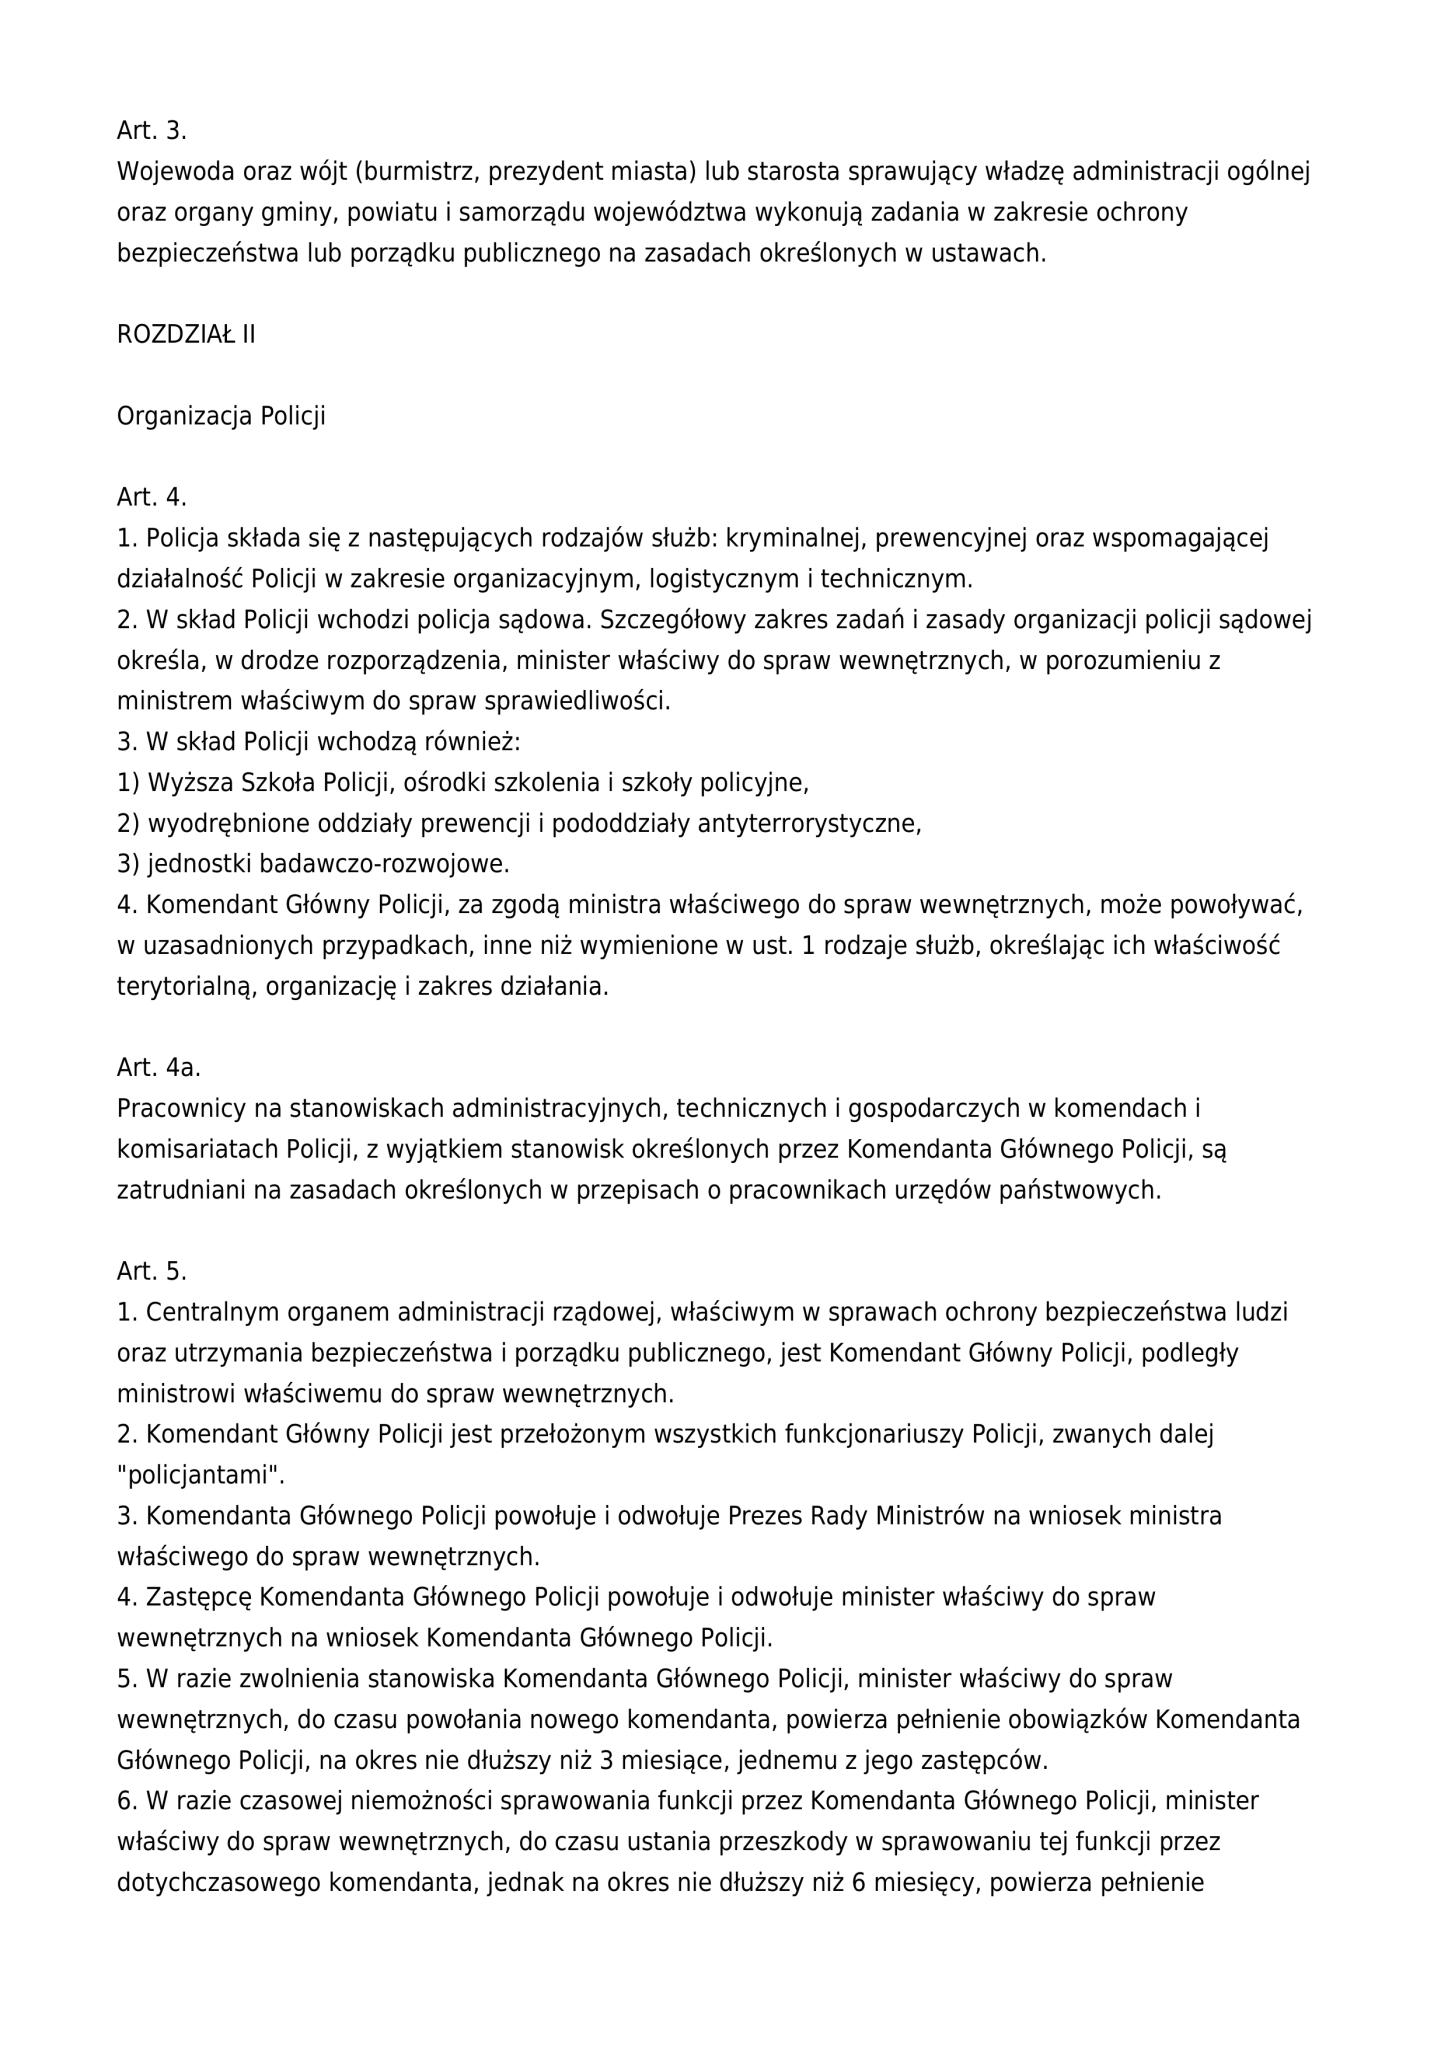 Art. 3.
Wojewoda oraz wójt (burmistrz, prezydent miasta) lub starosta sprawujący władzę administracji ogólnej
oraz organy gminy, powiatu i samorządu województwa wykonują zadania w zakresie ochrony
bezpieczeństwa lub porządku publicznego na zasadach określonych w ustawach.
ROZDZIAŁ II
Organizacja Policji
Art. 4.
1. Policja składa się z następujących rodzajów służb: kryminalnej, prewencyjnej oraz wspomagającej
działalność Policji w zakresie organizacyjnym, logistycznym i technicznym.
2. W skład Policji wchodzi policja sądowa. Szczegółowy zakres zadań i zasady organizacji policji sądowej
określa, w drodze rozporządzenia, minister właściwy do spraw wewnętrznych, w porozumieniu z
ministrem właściwym do spraw sprawiedliwości.
3. W skład Policji wchodzą również:
1) Wyższa Szkoła Policji, ośrodki szkolenia i szkoły policyjne,
2) wyodrębnione oddziały prewencji i pododdziały antyterrorystyczne,
3) jednostki badawczo-rozwojowe.
4. Komendant Główny Policji, za zgodą ministra właściwego do spraw wewnętrznych, może powoływać,
w uzasadnionych przypadkach, inne niż wymienione w ust. 1 rodzaje służb, określając ich właściwość
terytorialną, organizację i zakres działania.
Art. 4a.
Pracownicy na stanowiskach administracyjnych, technicznych i gospodarczych w komendach i
komisariatach Policji, z wyjątkiem stanowisk określonych przez Komendanta Głównego Policji, są
zatrudniani na zasadach określonych w przepisach o pracownikach urzędów państwowych.
Art. 5.
1. Centralnym organem administracji rządowej, właściwym w sprawach ochrony bezpieczeństwa ludzi
oraz utrzymania bezpieczeństwa i porządku publicznego, jest Komendant Główny Policji, podległy
ministrowi właściwemu do spraw wewnętrznych.
2. Komendant Główny Policji jest przełożonym wszystkich funkcjonariuszy Policji, zwanych dalej
"policjantami".
3. Komendanta Głównego Policji powołuje i odwołuje Prezes Rady Ministrów na wniosek ministra
właściwego do spraw wewnętrznych.
4. Zastępcę Komendanta Głównego Policji powołuje i odwołuje minister właściwy do spraw
wewnętrznych na wniosek Komendanta Głównego Policji.
5. W razie zwolnienia stanowiska Komendanta Głównego Policji, minister właściwy do spraw
wewnętrznych, do czasu powołania nowego komendanta, powierza pełnienie obowiązków Komendanta
Głównego Policji, na okres nie dłuższy niż 3 miesiące, jednemu z jego zastępców.
6. W razie czasowej niemożności sprawowania funkcji przez Komendanta Głównego Policji, minister
właściwy do spraw wewnętrznych, do czasu ustania przeszkody w sprawowaniu tej funkcji przez
dotychczasowego komendanta, jednak na okres nie dłuższy niż 6 miesięcy, powierza pełnienie